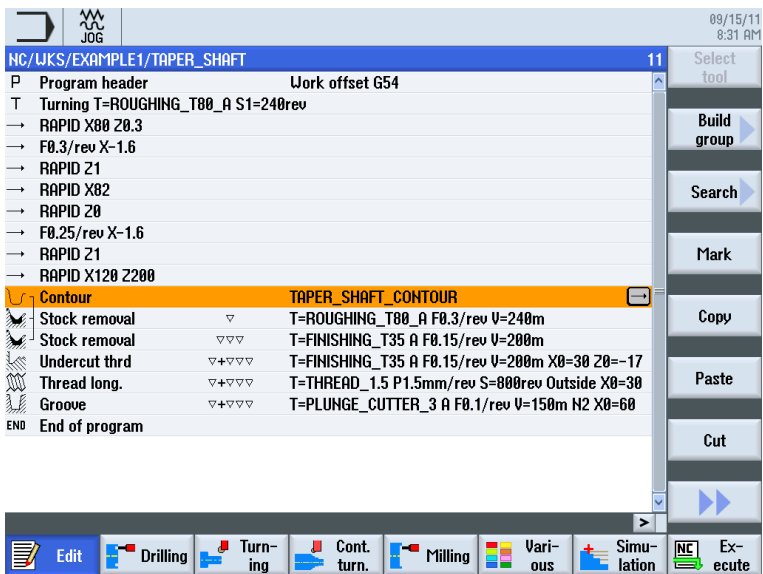 JOG
09/15/11
8:31 AM
NC/WKS/EXAMPLE1/TAPER_SHAFT 11
P Program header Work offset G54
T Turning T=ROUGHING_T80_A S1=240rev
→ RAPID X80 Z0.3
→ F0.3/rev X-1.6
→ RAPID Z1
→ RAPID X82
→ RAPID Z0
→ F0.25/rev X-1.6
→ RAPID Z1
→ RAPID X120 Z200
Contour TAPER_SHAFT_CONTOUR →
Stock removal ▽ T=ROUGHING_T80_A F0.3/rev V=240m
Stock removal ▽▽▽ T=FINISHING_T35 A F0.15/rev V=200m
Undercut thrd ▽+▽▽▽ T=FINISHING_T35 A F0.15/rev V=200m X0=30 Z0=-17
Thread long. ▽+▽▽▽ T=THREAD_1.5 P1.5mm/rev S=800rev Outside X0=30
Groove ▽+▽▽▽ T=PLUNGE_CUTTER_3 A F0.1/rev V=150m N2 X0=60
END End of program
>
Select
tool
Build
group
Search
Mark
Copy
Paste
Cut
Edit
Drilling
Turn-
ing
Cont.
turn.
Milling
Vari-
ous
Simu-
lation
NC
Ex-
ecute